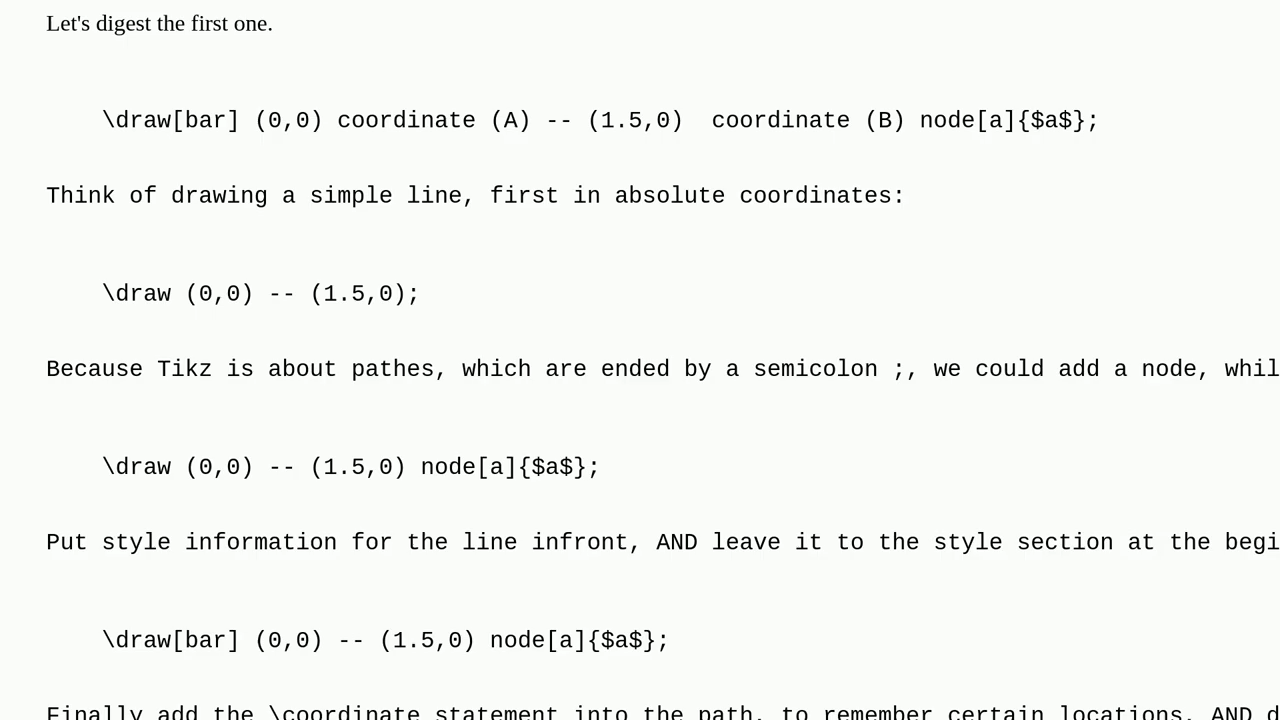 Let's digest the first one.
\draw[bar] (0,0) coordinate (A) -- (1.5,0)  coordinate (B) node[a]{$a$};
Think of drawing a simple line, first in absolute coordinates:
\draw (0,0) -- (1.5,0);
Because Tikz is about pathes, which are ended by a semicolon ;, we could add a node, whil
\draw (0,0) -- (1.5,0) node[a]{$a$};
Put style information for the line infront, AND leave it to the style section at the begi
\draw[bar] (0,0) -- (1.5,0) node[a]{$a$};
Finally add the \coordinate statement into the path, to remember certain locations, AND d